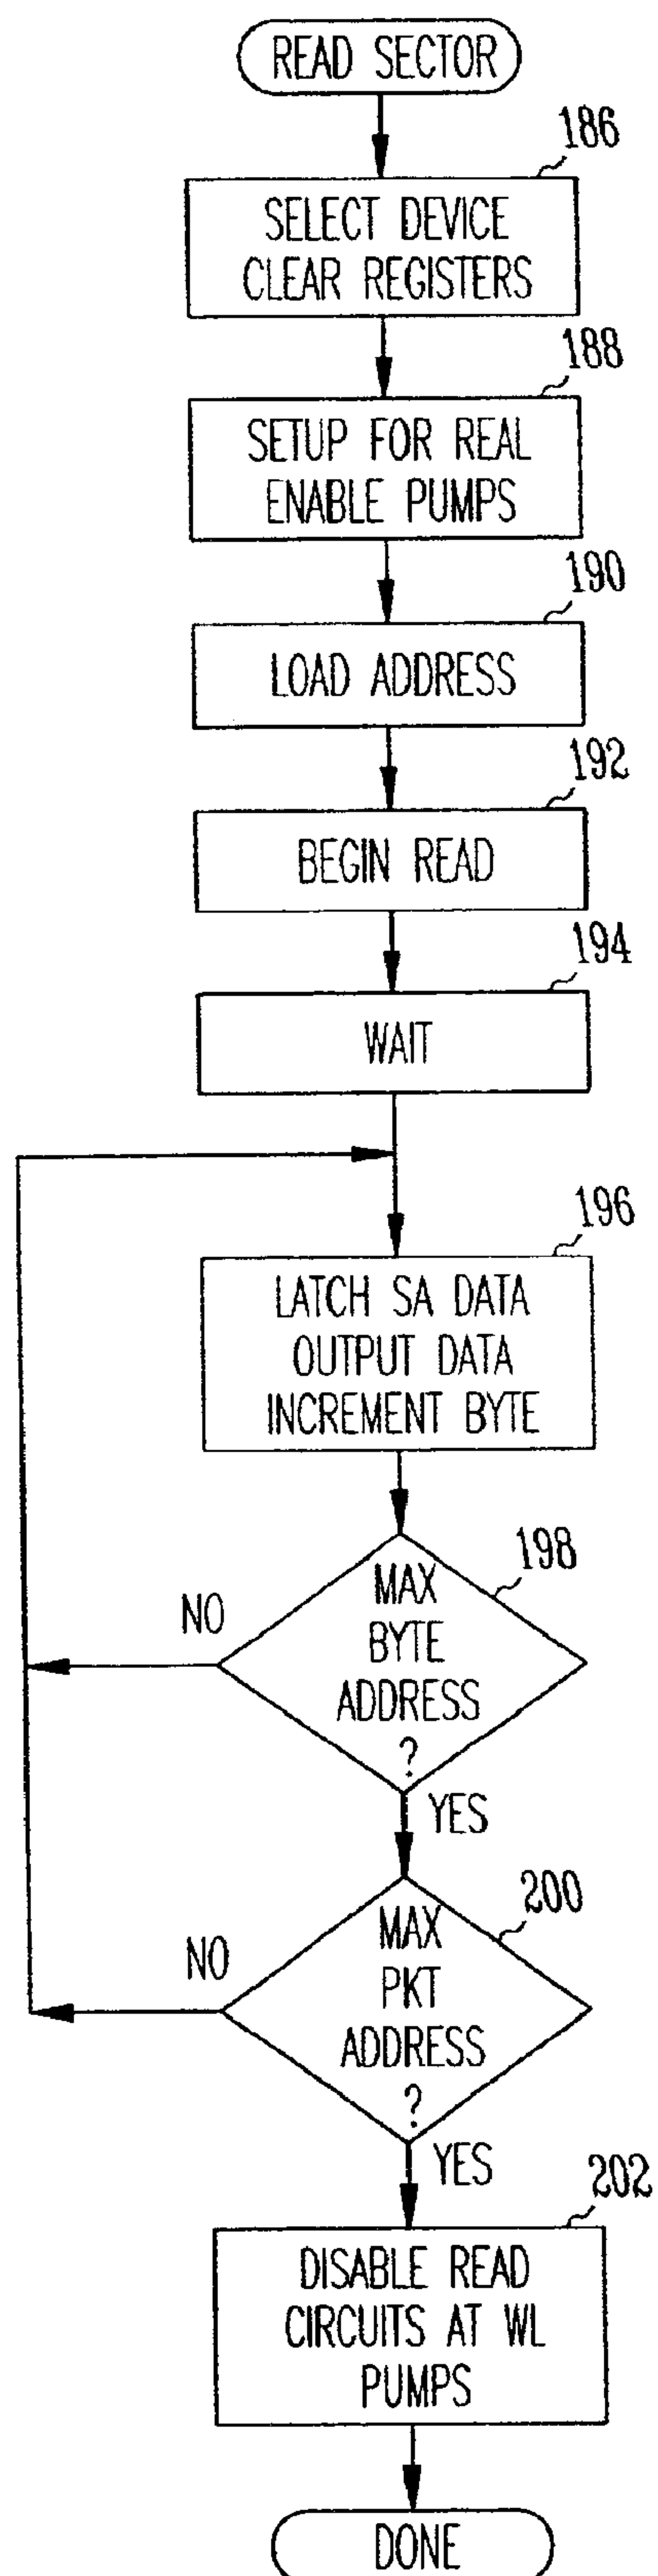 READ SECTOR
186
SELECT DEVICE
CLEAR REGISTERS
188
SETUP FOR REAL
ENABLE PUMPS
190
LOAD ADDRESS
192
BEGIN READ
194
WAIT
196
LATCH SA DATA
OUTPUT DATA
INCREMENT BYTE
198
NO
MAX
BYTE
ADDRESS
?
YES
200
NO
MAX
PKT
ADDRESS
?
YES
202
DISABLE READ
CIRCUITS AT WL
PUMPS
DONE